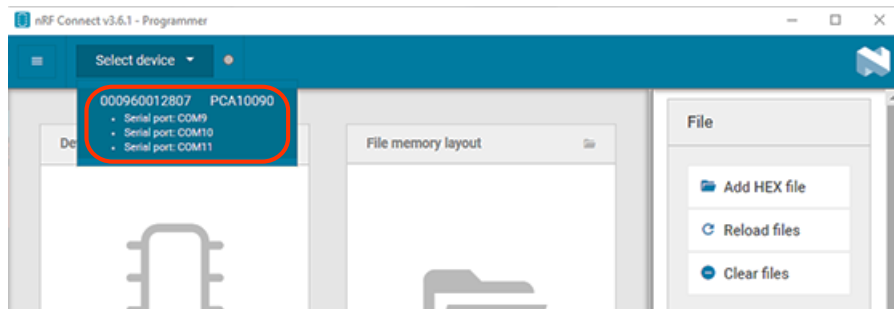 nRF Connect v3.6.1 - Programmer
Select device
000960012807 PCA10090
Serial port: COM9
Serial port: COM10
Serial port: COM11
De
File memory layout
File
Add HEX file
Reload files
Clear files